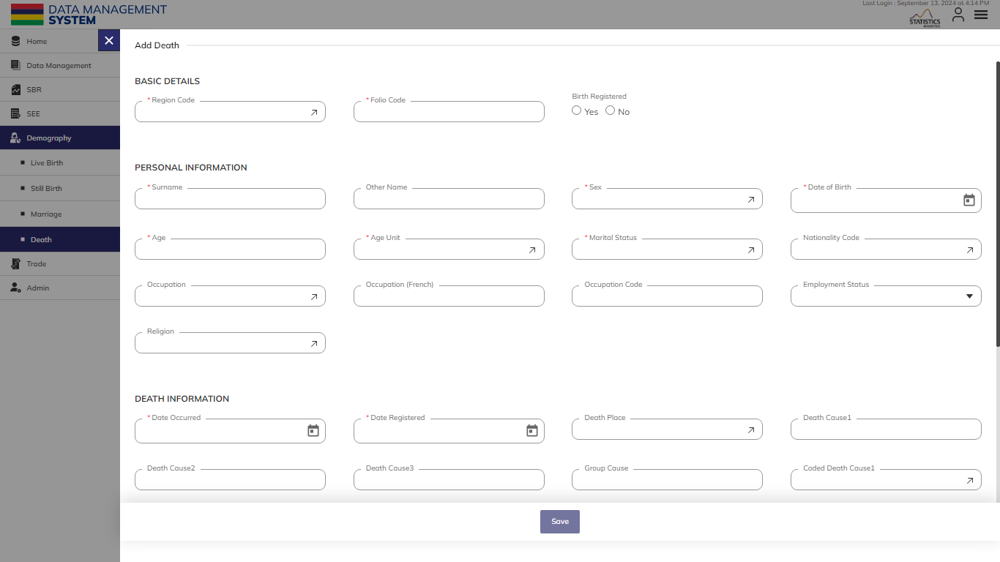 Last Login : September 13, 2024 at 4:14 PM
DATA MANAGEMENT
SYSTEM
STATISTICS
MAURITIUS
Home
Data Management
SBR
SEE
Demography
Live Birth
Still Birth
Marriage
Death
Trade
Admin
Add Death
BASIC DETAILS
* Region Code
* Folio Code
Birth Registered
Yes No
PERSONAL INFORMATION
* Surname
Other Name
* Sex
* Date of Birth
* Age
* Age Unit
* Marital Status
Nationality Code
Occupation
Occupation (French)
Occupation Code
Employment Status
Religion
DEATH INFORMATION
* Date Occurred
* Date Registered
Death Place
Death Cause1
Death Cause2
Death Cause3
Group Cause
Coded Death Cause1
Save